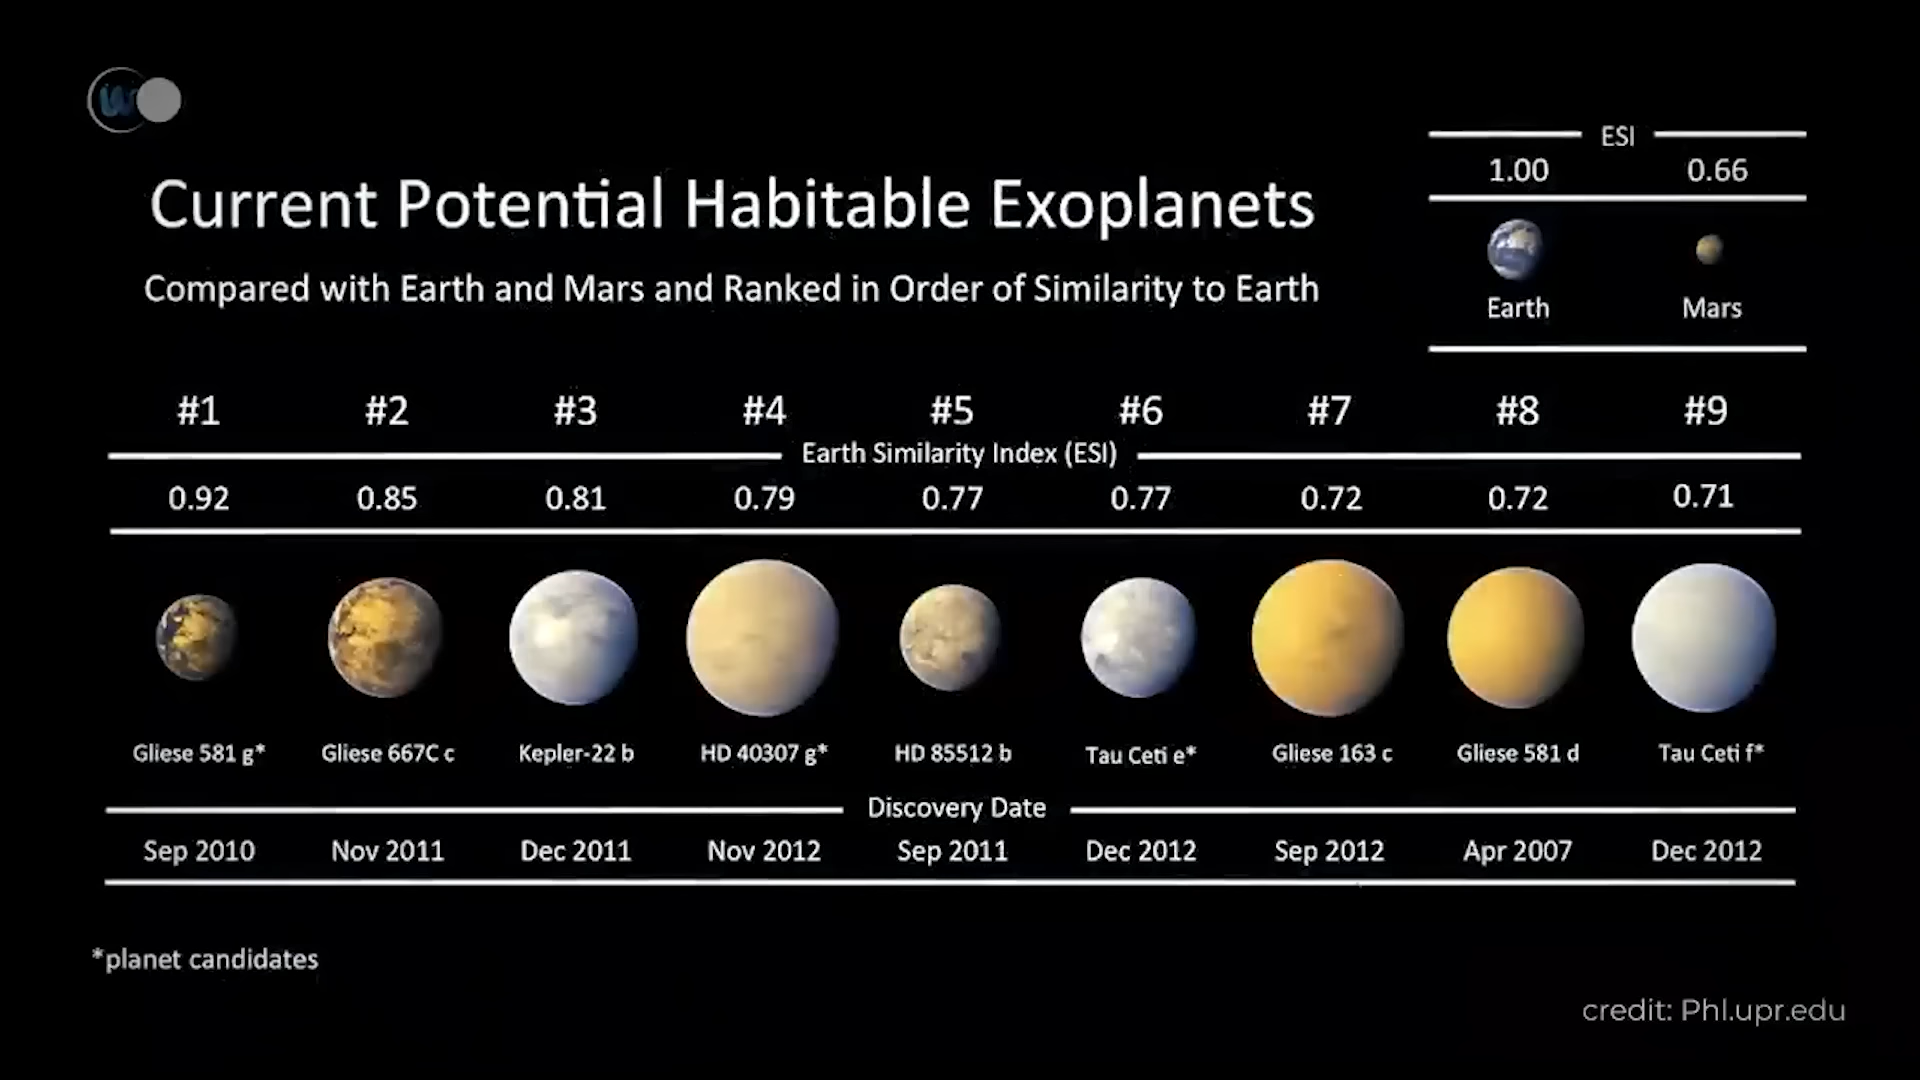 ESI
1.00 0.66
Current Potential Habitable Exoplanets
Compared with Earth and Mars and Ranked in Order of Similarity to Earth
Earth Mars
#1 #2 #3 #4 #5 #6 #7 #8 #9
Earth Similarity Index (ESI)
0.92 0.85 0.81 0.79 0.77 0.77 0.72 0.72 0.71
Gliese 581 g* Gliese 667C c Kepler-22 b HD 40307 g* HD 85512 b Tau Ceti e* Gliese 163 c Gliese 581 d Tau Ceti f*
Discovery Date
Sep 2010 Nov 2011 Dec 2011 Nov 2012 Sep 2011 Dec 2012 Sep 2012 Apr 2007 Dec 2012
*planet candidates
credit: Phl.upr.edu